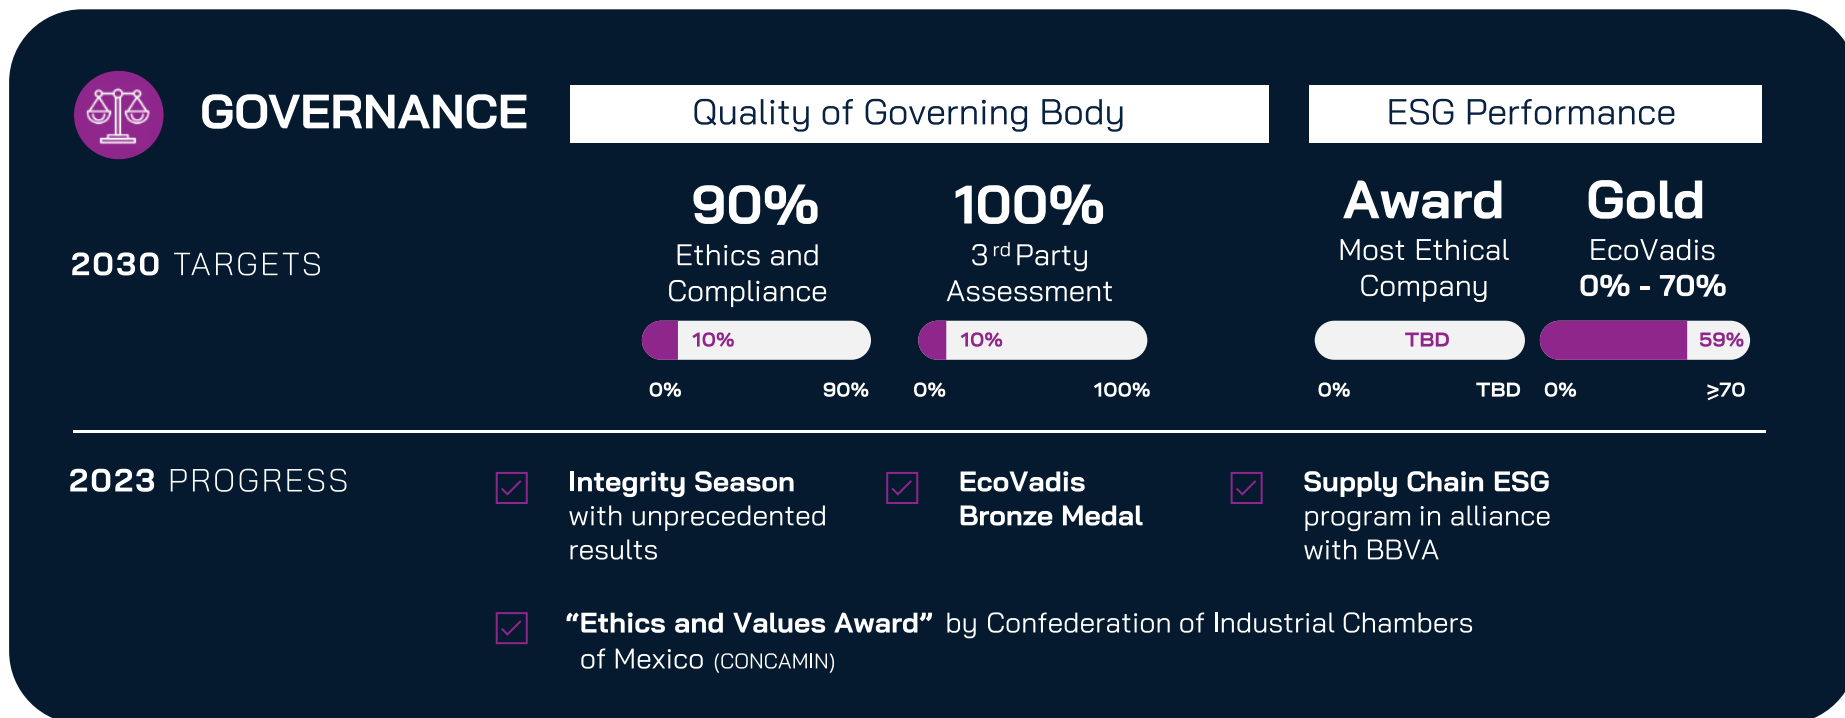 GOVERNANCE
Quality of Governing Body
ESG Performance
2030 TARGETS
90%
Ethics and
Compliance
10%
0% 90%
100%
3rd Party
Assessment
10%
0% 100%
Award
Most Ethical
Company
TBD
0% TBD
Gold
EcoVadis
0% - 70%
59%
0% ⩾70
2023 PROGRESS
Integrity Season
with unprecedented
results
EcoVadis
Bronze Medal
Supply Chain ESG
program in alliance
with BBVA
“Ethics and Values Award” by Confederation of Industrial Chambers
of Mexico (CONCAMIN)